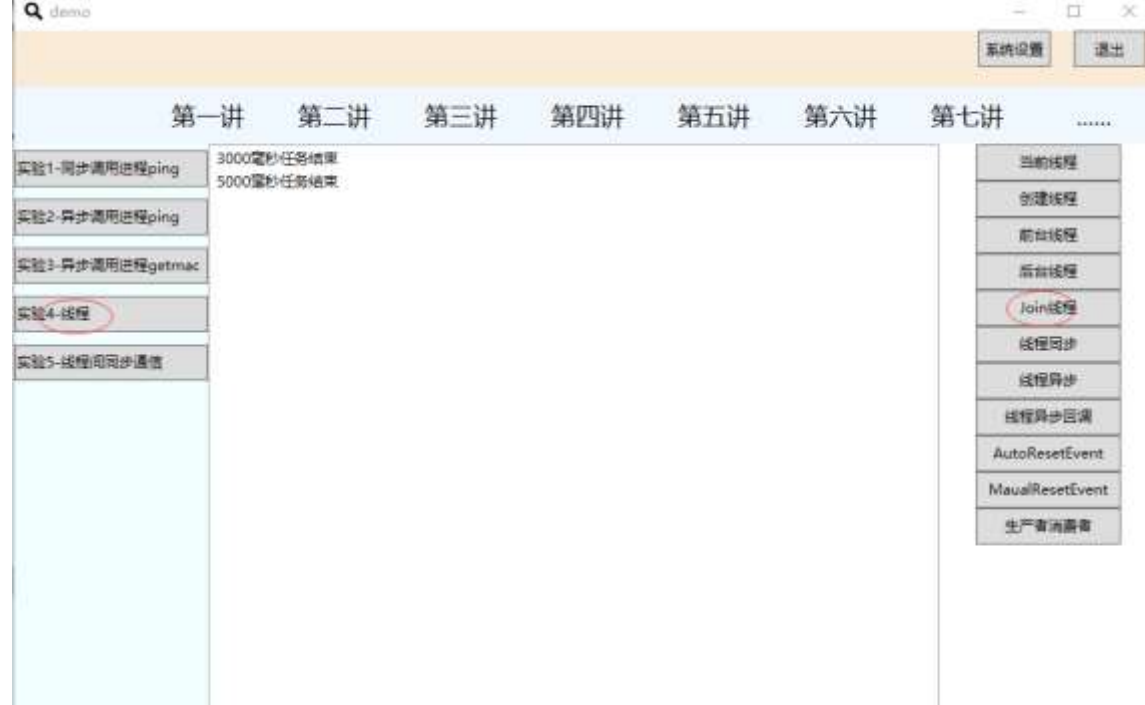 demo
系统设置 退出
第一讲 第二讲 第三讲 第四讲 第五讲 第六讲 第七讲 ......
实验1-同步调用进程ping
实验2-异步调用进程ping
实验3-异步调用进程getmac
实验4-线程
实验5-线程间同步通信
3000毫秒任务结束
5000毫秒任务结束
当前线程
创建线程
前台线程
后台线程
Join线程
线程同步
线程异步
线程异步回调
AutoResetEvent
MaualResetEvent
生产者消费者